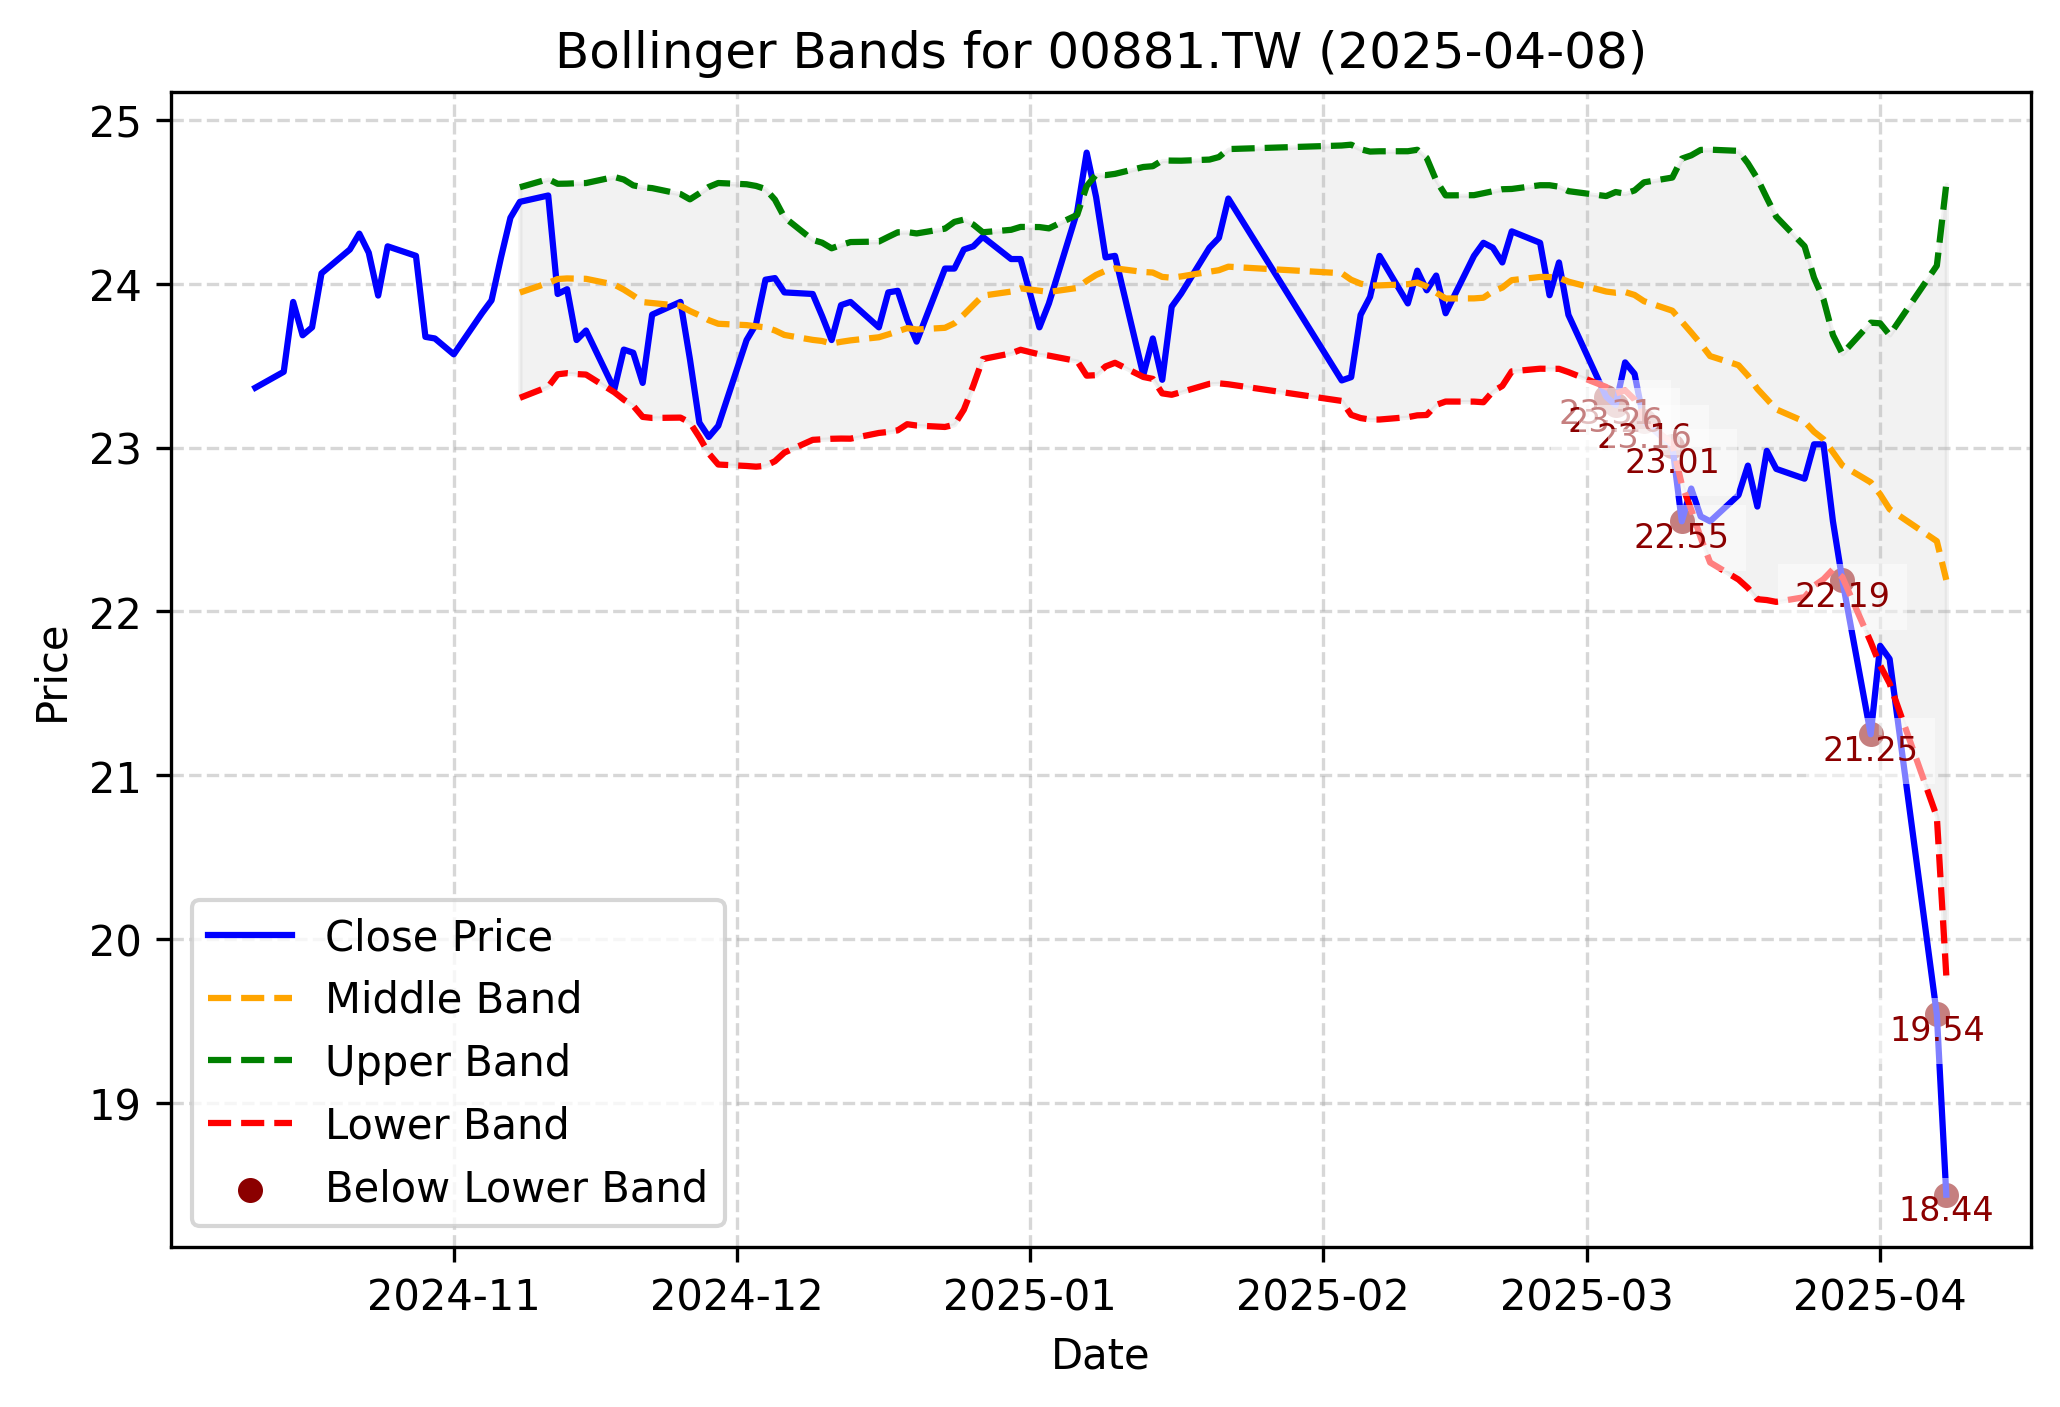 Bollinger Bands for 00881.TW (2025-04-08)
25
24
23
22
21
20
19
Price
23.26
23.16
23.01
22.55
22.19
21.25
19.54
18.44
Close Price
Middle Band
Upper Band
Lower Band
Below Lower Band
2024-11
2024-12
2025-01
2025-02
2025-03
2025-04
Date